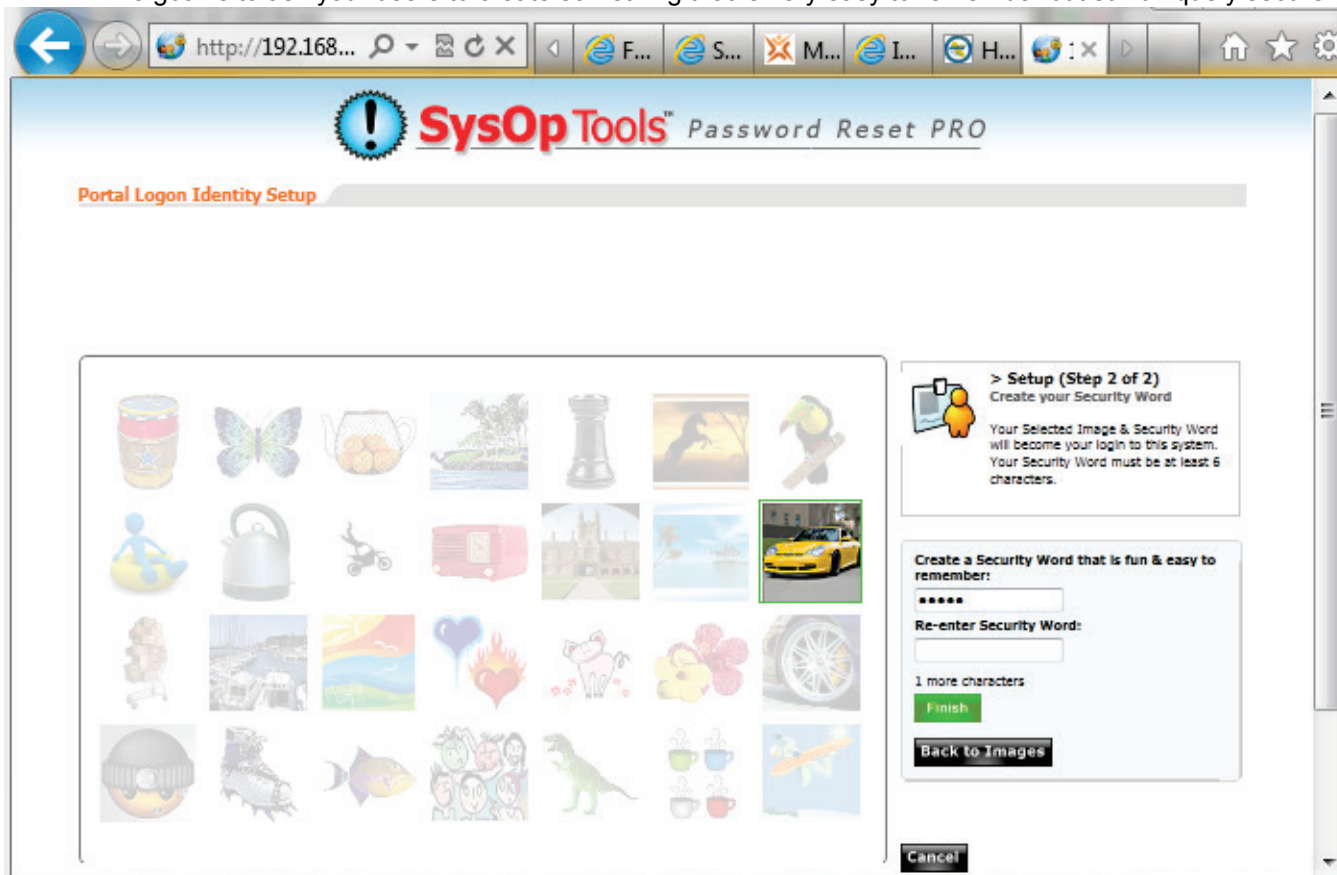 http://192.168... F... S... M... I... H...
SysOp Tools™ Password Reset PRO
Portal Logon Identity Setup
> Setup (Step 2 of 2)
Create your Security Word
Your Selected Image & Security Word
will become your login to this system.
Your Security Word must be at least 6
characters.
Create a Security Word that is fun & easy to
remember:
•••••
Re-enter Security Word:
1 more characters
Finish
Back to Images
Cancel